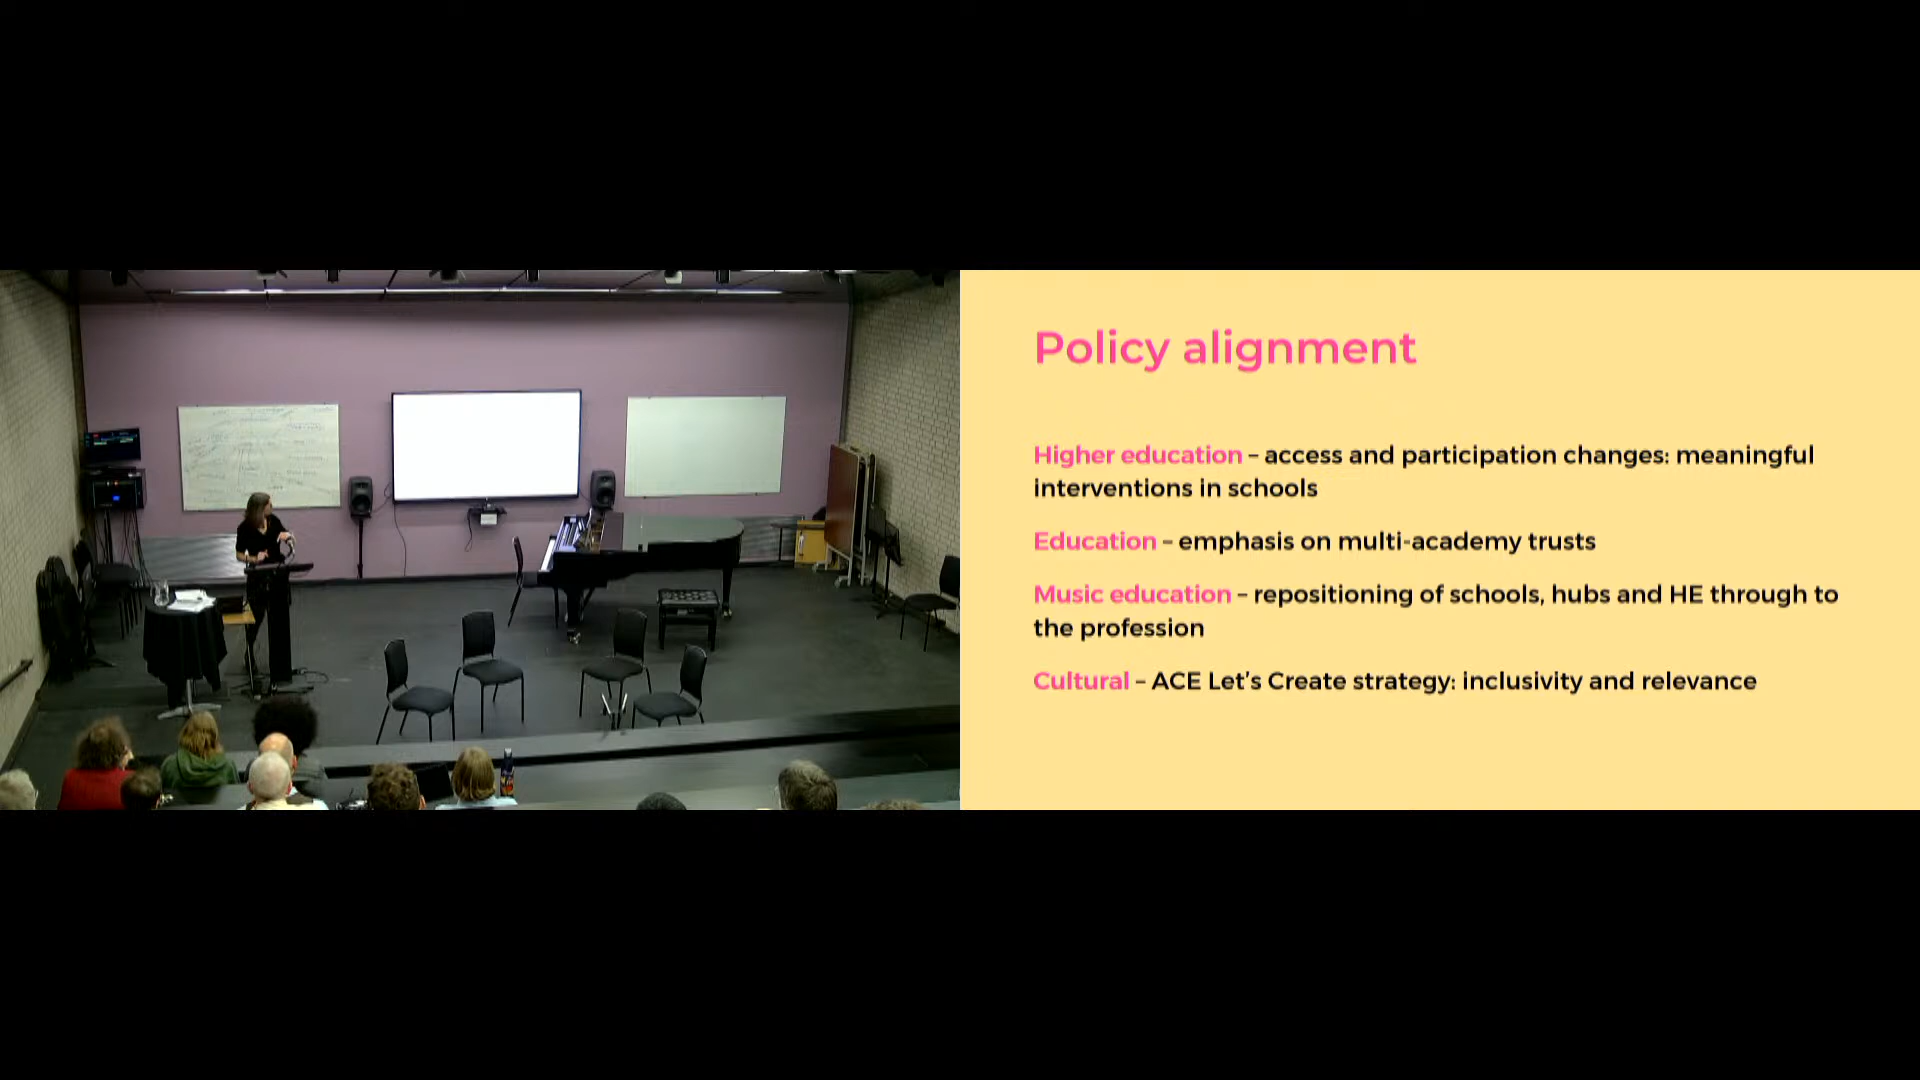 Policy alignment
Higher education – access and participation changes: meaningful
interventions in schools
Education – emphasis on multi-academy trusts
Music education – repositioning of schools, hubs and HE through to
the profession
Cultural – ACE Let's Create strategy: inclusivity and relevance